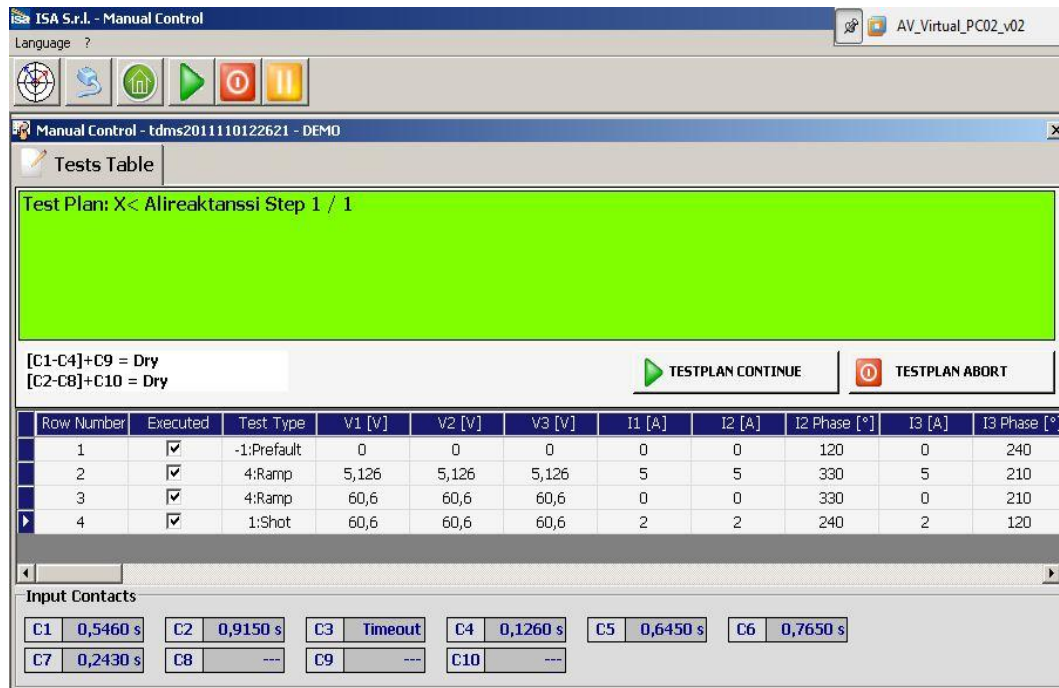 isa ISA S.r.l. - Manual Control
AV_Virtual_PC02_v02
Language ?
Manual Control - tdms2011110122621 - DEMO
Tests Table
Test Plan: X< Alireaktanssi Step 1 / 1
[C1-C4]+C9 = Dry
[C2-C8]+C10 = Dry
TESTPLAN CONTINUE
TESTPLAN ABORT
Row Number Executed Test Type V1 [V] V2 [V] V3 [V] I1 [A] I2 [A] I2 Phase [°] I3 [A] I3 Phase [°
1 -1:Prefault 0 0 0 0 0 120 0 240
2 4:Ramp 5,126 5,126 5,126 5 5 330 5 210
3 4:Ramp 60,6 60,6 60,6 0 0 330 0 210
4 1:Shot 60,6 60,6 60,6 2 2 240 2 120
Input Contacts
C1 0,5460 s C2 0,9150 s C3 Timeout C4 0,1260 s C5 0,6450 s C6 0,7650 s
C7 0,2430 s C8 --- C9 --- C10 ---